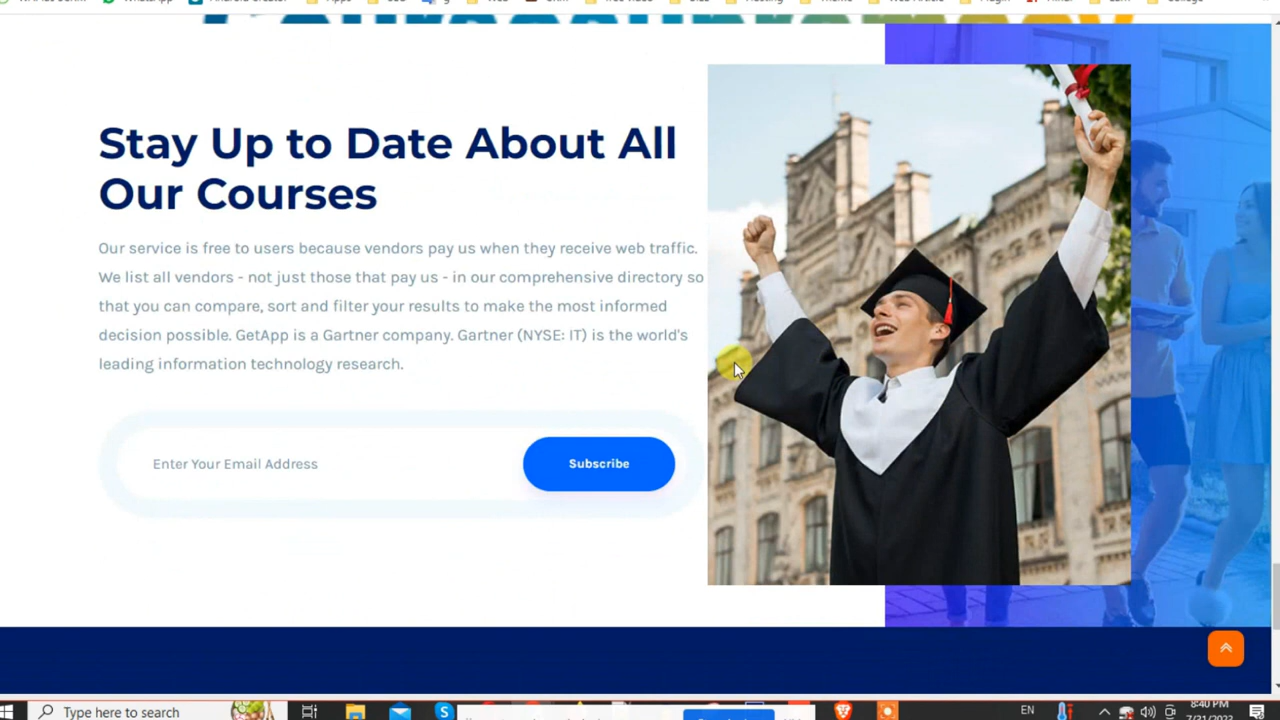 Stay Up to Date About All
Our Courses
Our service is free to users because vendors pay us when they receive web traffic.
We list all vendors - not just those that pay us - in our comprehensive directory so
that you can compare, sort and filter your results to make the most informed
decision possible. GetApp is a Gartner company. Gartner (NYSE: IT) is the world's
leading information technology research.
Enter Your Email Address
Subscribe
Type here to search
EN
8:40 PM